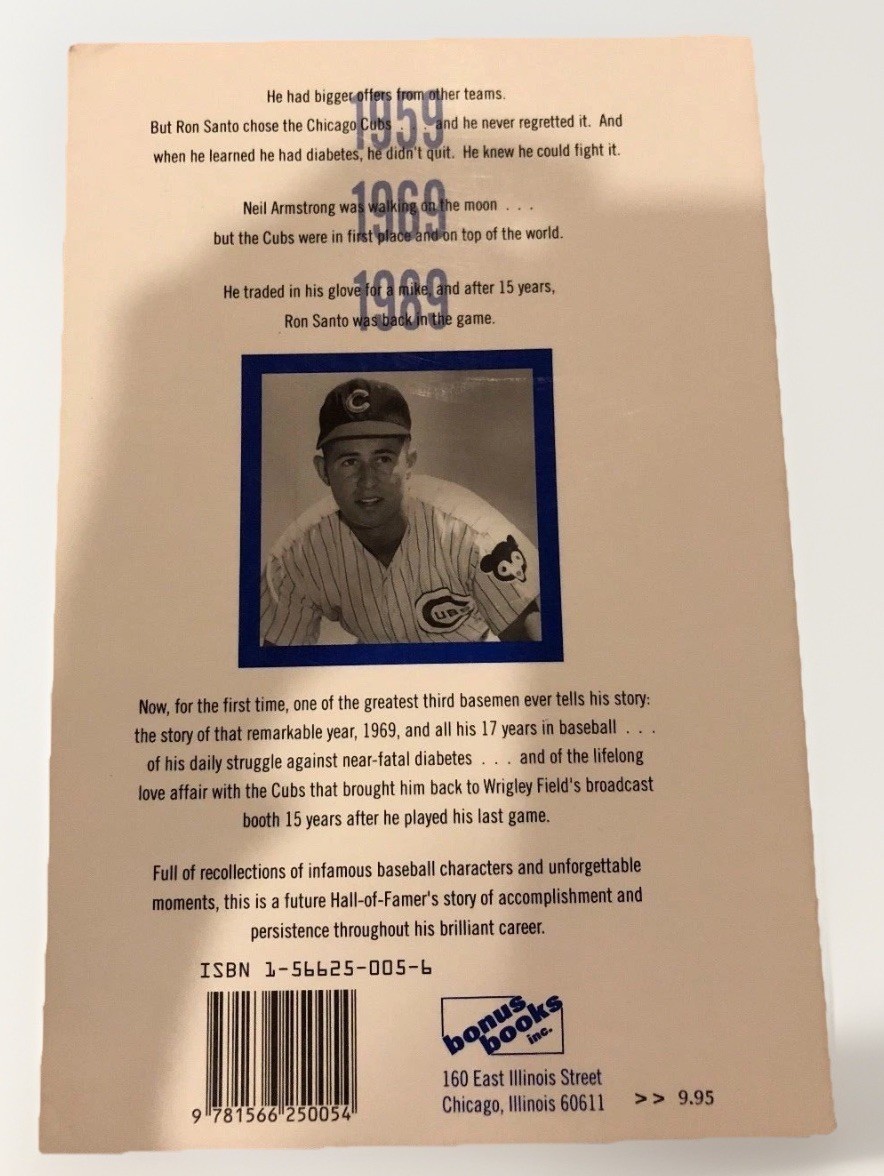 1959
He had bigger offers from other teams.
But Ron Santo chose the Chicago Cubs . . . and he never regretted it. And
when he learned he had diabetes, he didn't quit. He knew he could fight it.
1969
Neil Armstrong was walking on the moon . . .
but the Cubs were in first place and on top of the world.
1989
He traded in his glove for a mike, and after 15 years,
Ron Santo was back in the game.
C
CUBS
Now, for the first time, one of the greatest third basemen ever tells his story:
the story of that remarkable year, 1969, and all his 17 years in baseball . . .
of his daily struggle against near-fatal diabetes . . . and of the lifelong
love affair with the Cubs that brought him back to Wrigley Field's broadcast
booth 15 years after he played his last game.
Full of recollections of infamous baseball characters and unforgettable
moments, this is a future Hall-of-Famer's story of accomplishment and
persistence throughout his brilliant career.
ISBN 1-56625-005-6
9 781566 250054
bonus
books
inc.
160 East Illinois Street
Chicago, Illinois 60611
>> 9.95